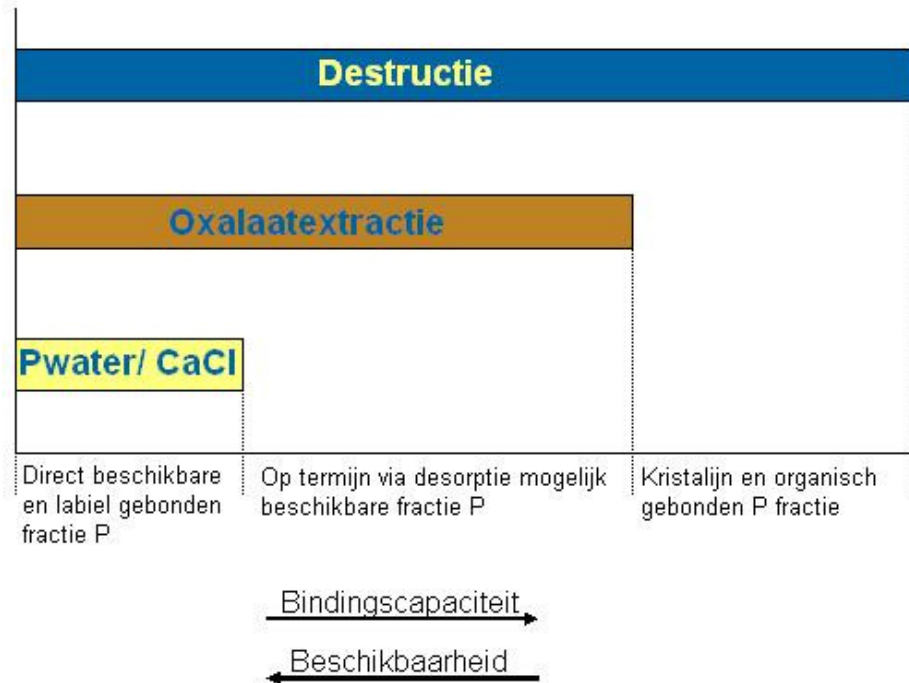 Destructie
Oxalaatextractie
Pwater/ CaCl
Direct beschikbare
en labiel gebonden
fractie P
Op termijn via desorptie mogelijk
beschikbare fractie P
Kristalijn en organisch
gebonden P fractie
Bindingscapaciteit
Beschikbaarheid